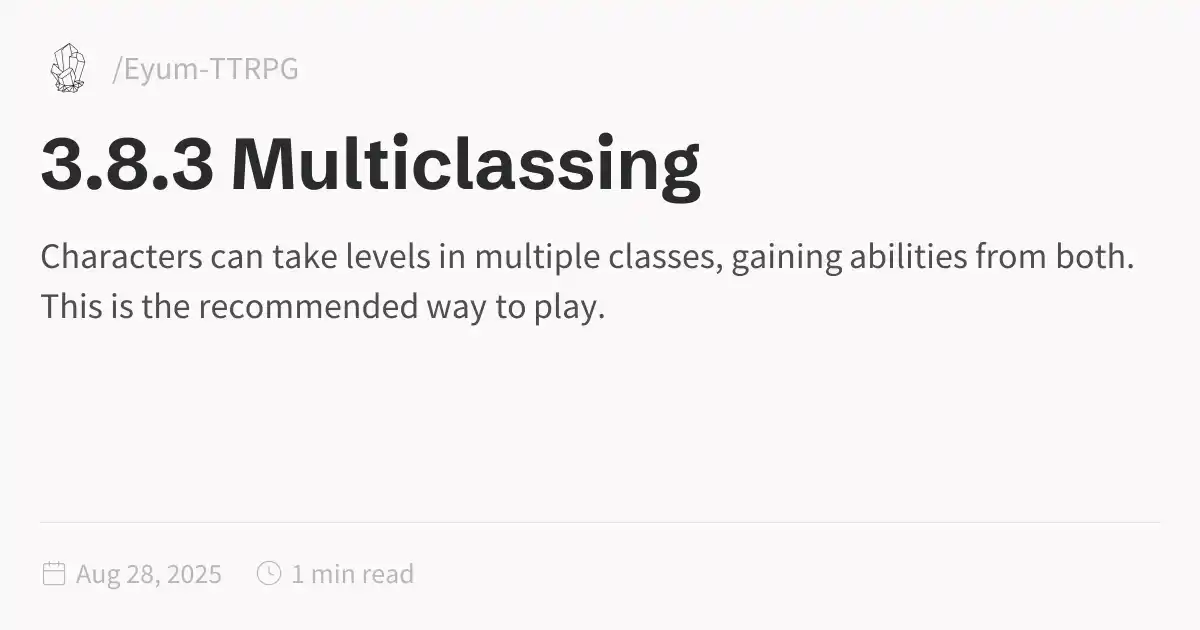 /Eyum-TTRPG
3.8.3 Multiclassing
Characters can take levels in multiple classes, gaining abilities from both.
This is the recommended way to play.
Aug 28, 2025 1 min read